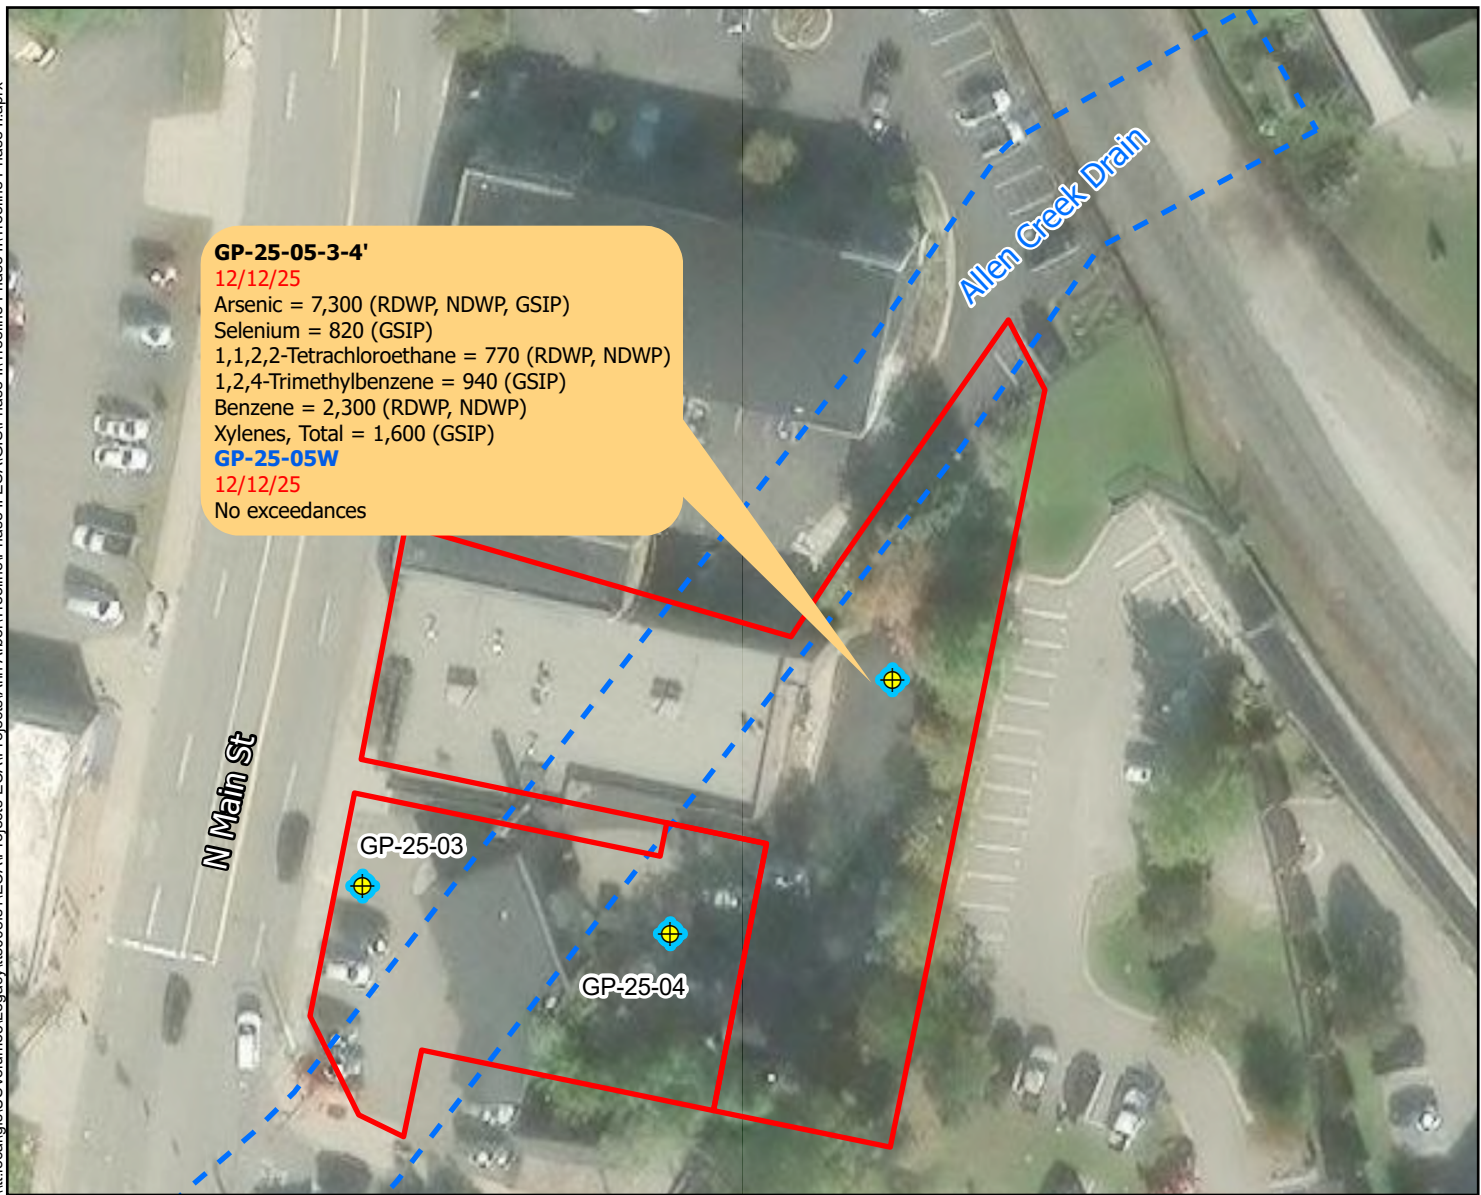 GP-25-05-3-4'
12/12/25
Arsenic = 7,300 (RDWP, NDWP, GSIP)
Selenium = 820 (GSIP)
1,1,2,2-Tetrachloroethane = 770 (RDWP, NDWP)
1,2,4-Trimethylbenzene = 940 (GSIP)
Benzene = 2,300 (RDWP, NDWP)
Xylenes, Total = 1,600 (GSIP)
GP-25-05W
12/12/25
No exceedances
Allen Creek Drain
N Main St
GP-25-03
GP-25-04